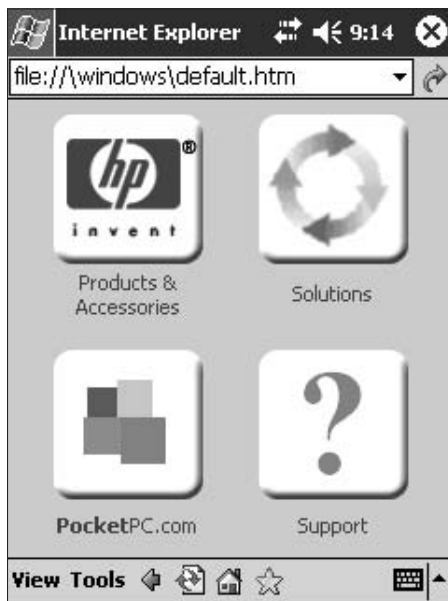 Internet Explorer 9:14
file://\windows\default.htm
hp®
invent
Products &
Accessories
Solutions
?
PocketPC.com
Support
View Tools